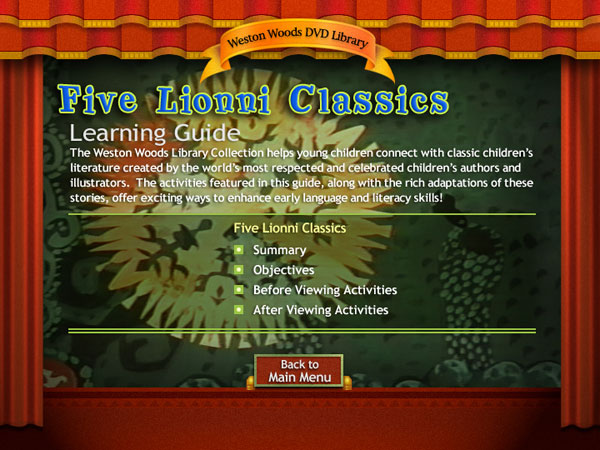 Weston Woods DVD Library
Five Lionni Classics
Learning Guide
The Weston Woods Library Collection helps young children connect with classic children's
literature created by the world's most respected and celebrated children's authors and
illustrators. The activities featured in this guide, along with the rich adaptations of these
stories, offer exciting ways to enhance early language and literacy skills!
Five Lionni Classics
Summary
Objectives
Before Viewing Activities
After Viewing Activities
Back to
Main Menu